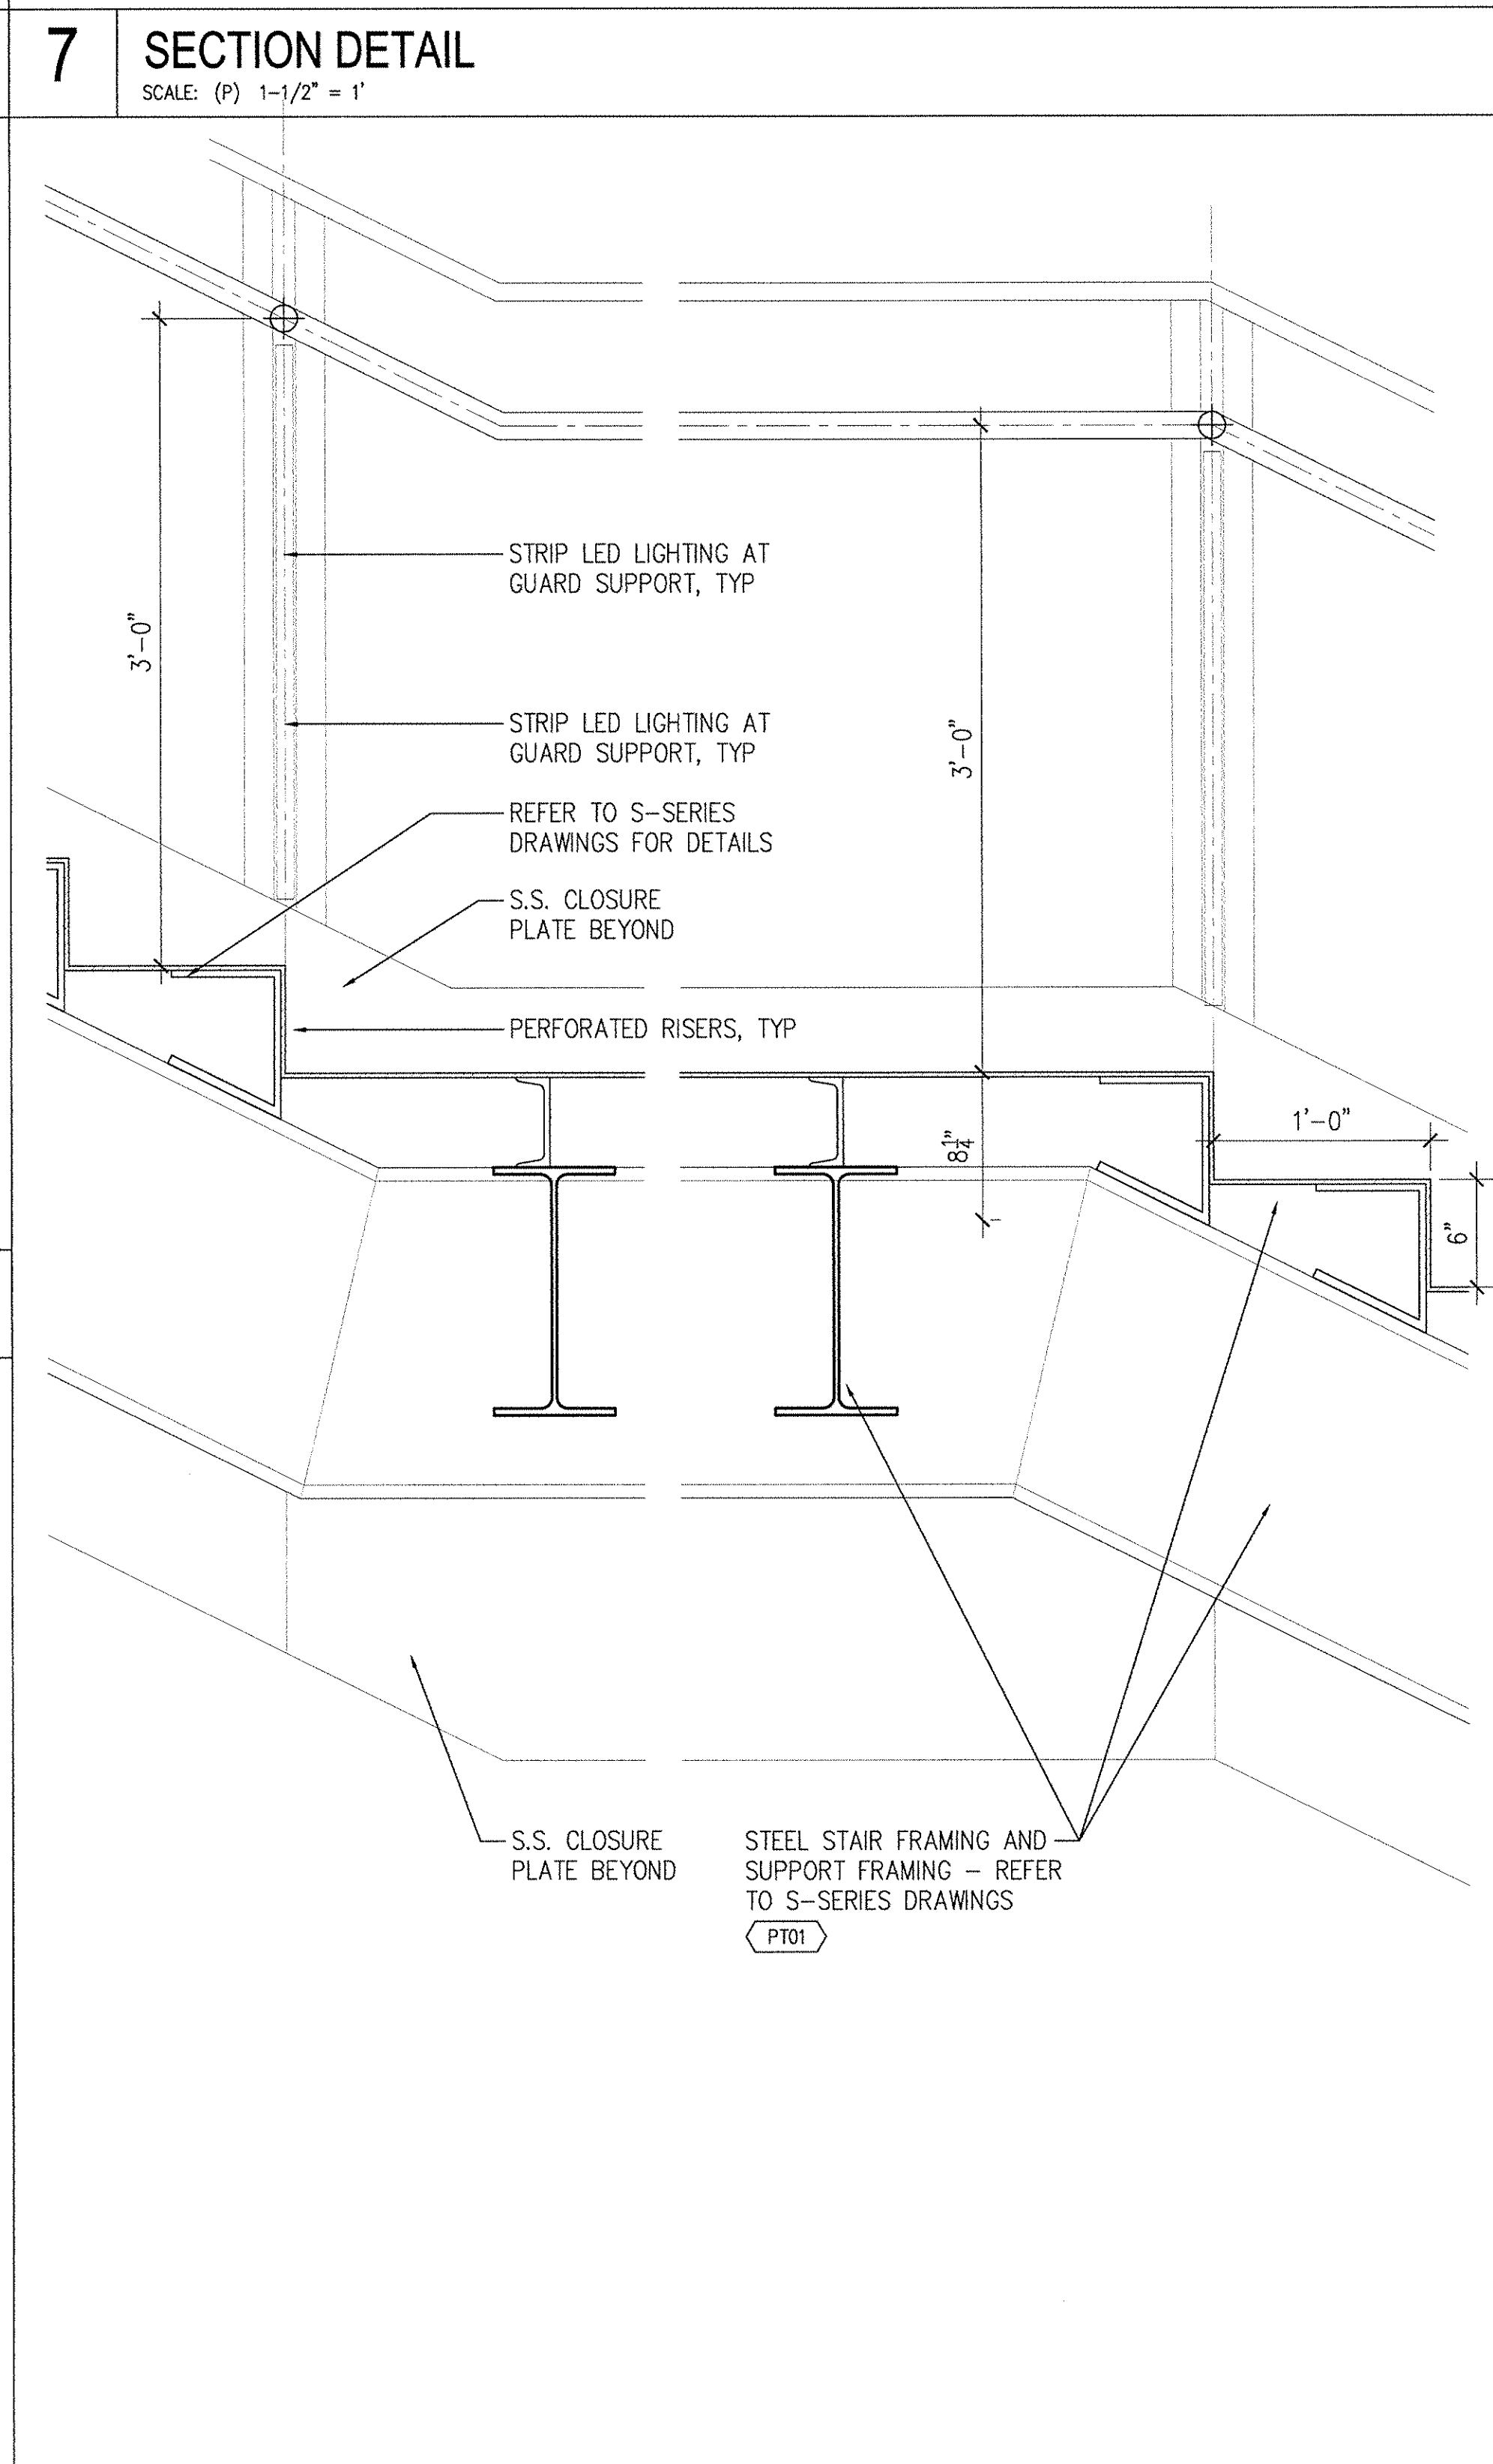 7
SECTION DETAIL
SCALE: (P) 1-1/2" = 1'
STRIP LED LIGHTING AT
GUARD SUPPORT, TYP
3'-0"
STRIP LED LIGHTING AT
GUARD SUPPORT, TYP
3'-0"
REFER TO S-SERIES
DRAWINGS FOR DETAILS
S.S. CLOSURE
PLATE BEYOND
PERFORATED RISERS, TYP
8 1/4"
1'-0"
6"
S.S. CLOSURE
PLATE BEYOND
STEEL STAIR FRAMING AND
SUPPORT FRAMING - REFER
TO S-SERIES DRAWINGS
PT01